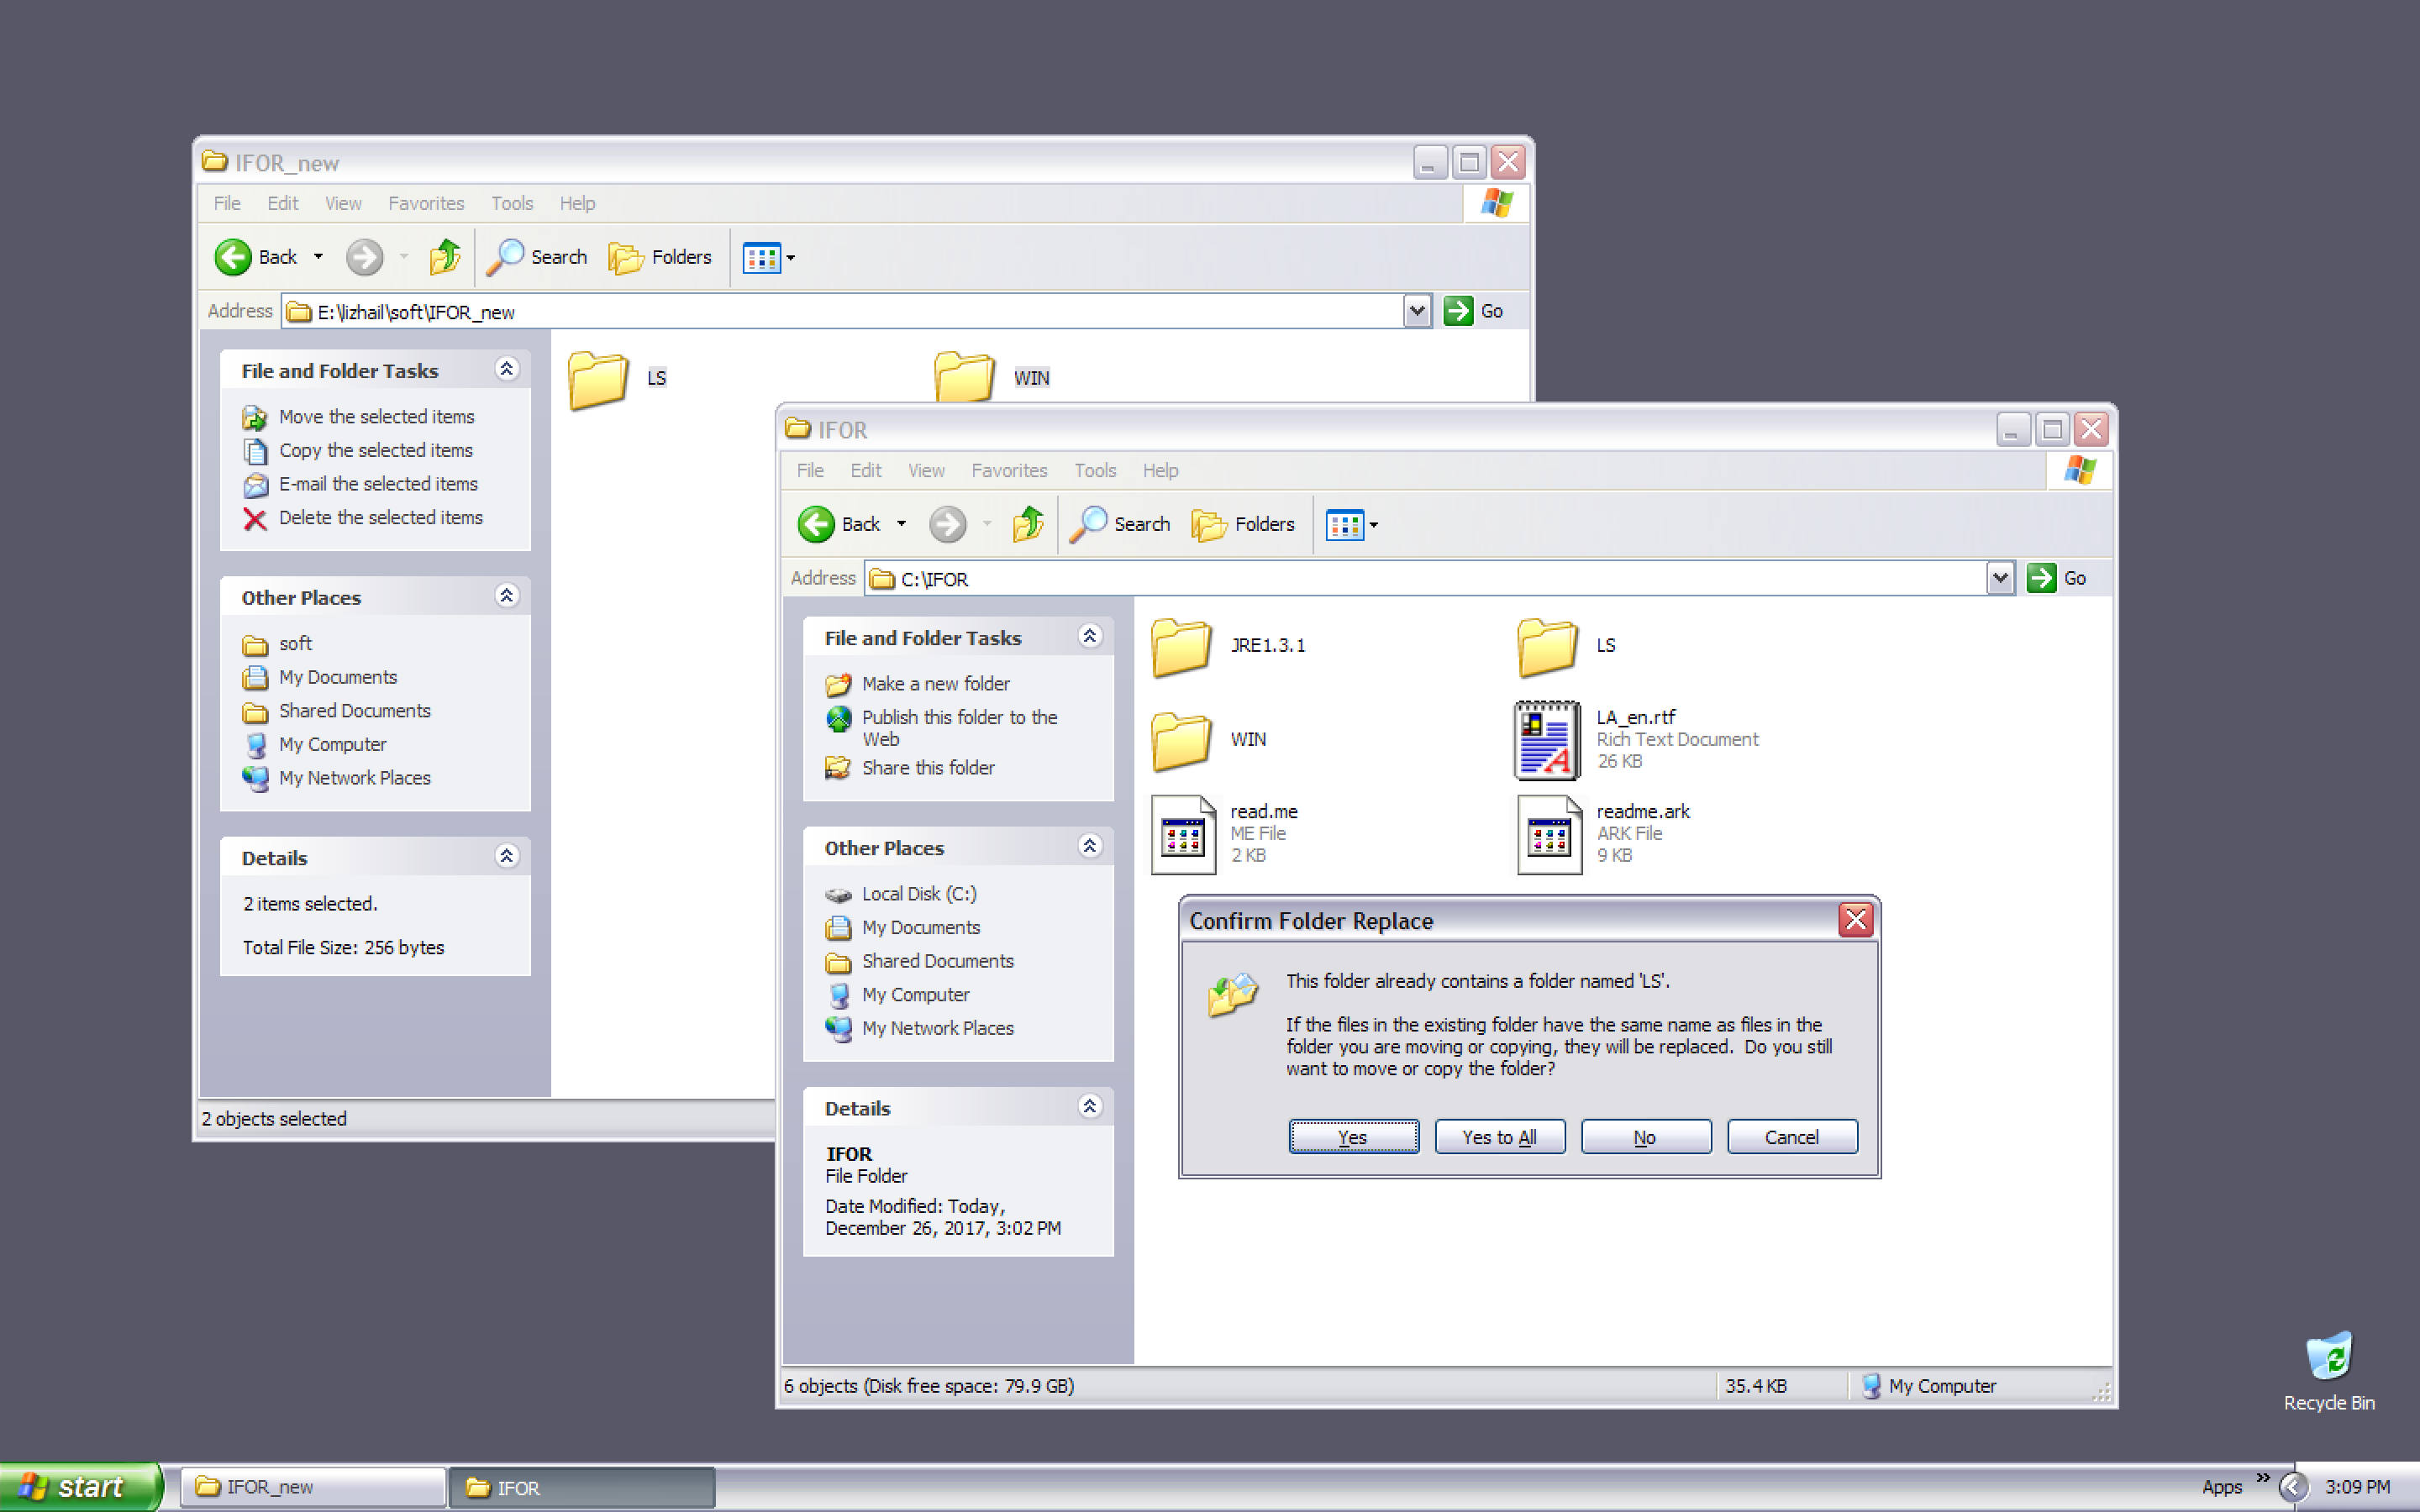 IFOR_new
File Edit View Favorites Tools Help
Back Search Folders
Address E:\lizhail\soft\IFOR_new Go
File and Folder Tasks
Move the selected items
Copy the selected items
E-mail the selected items
Delete the selected items
Other Places
soft
My Documents
Shared Documents
My Computer
My Network Places
Details
2 items selected.
Total File Size: 256 bytes
LS WIN
2 objects selected
IFOR
File Edit View Favorites Tools Help
Back Search Folders
Address C:\IFOR Go
File and Folder Tasks
Make a new folder
Publish this folder to the
Web
Share this folder
Other Places
Local Disk (C:)
My Documents
Shared Documents
My Computer
My Network Places
Details
IFOR
File Folder
Date Modified: Today,
December 26, 2017, 3:02 PM
JRE1.3.1 LS
WIN
LA_en.rtf
Rich Text Document
26 KB
read.me
ME File
2 KB
readme.ark
ARK File
9 KB
Confirm Folder Replace
This folder already contains a folder named 'LS'.
If the files in the existing folder have the same name as files in the
folder you are moving or copying, they will be replaced. Do you still
want to move or copy the folder?
Yes Yes to All No Cancel
6 objects (Disk free space: 79.9 GB) 35.4 KB My Computer
Recycle Bin
start IFOR_new IFOR Apps » 3:09 PM